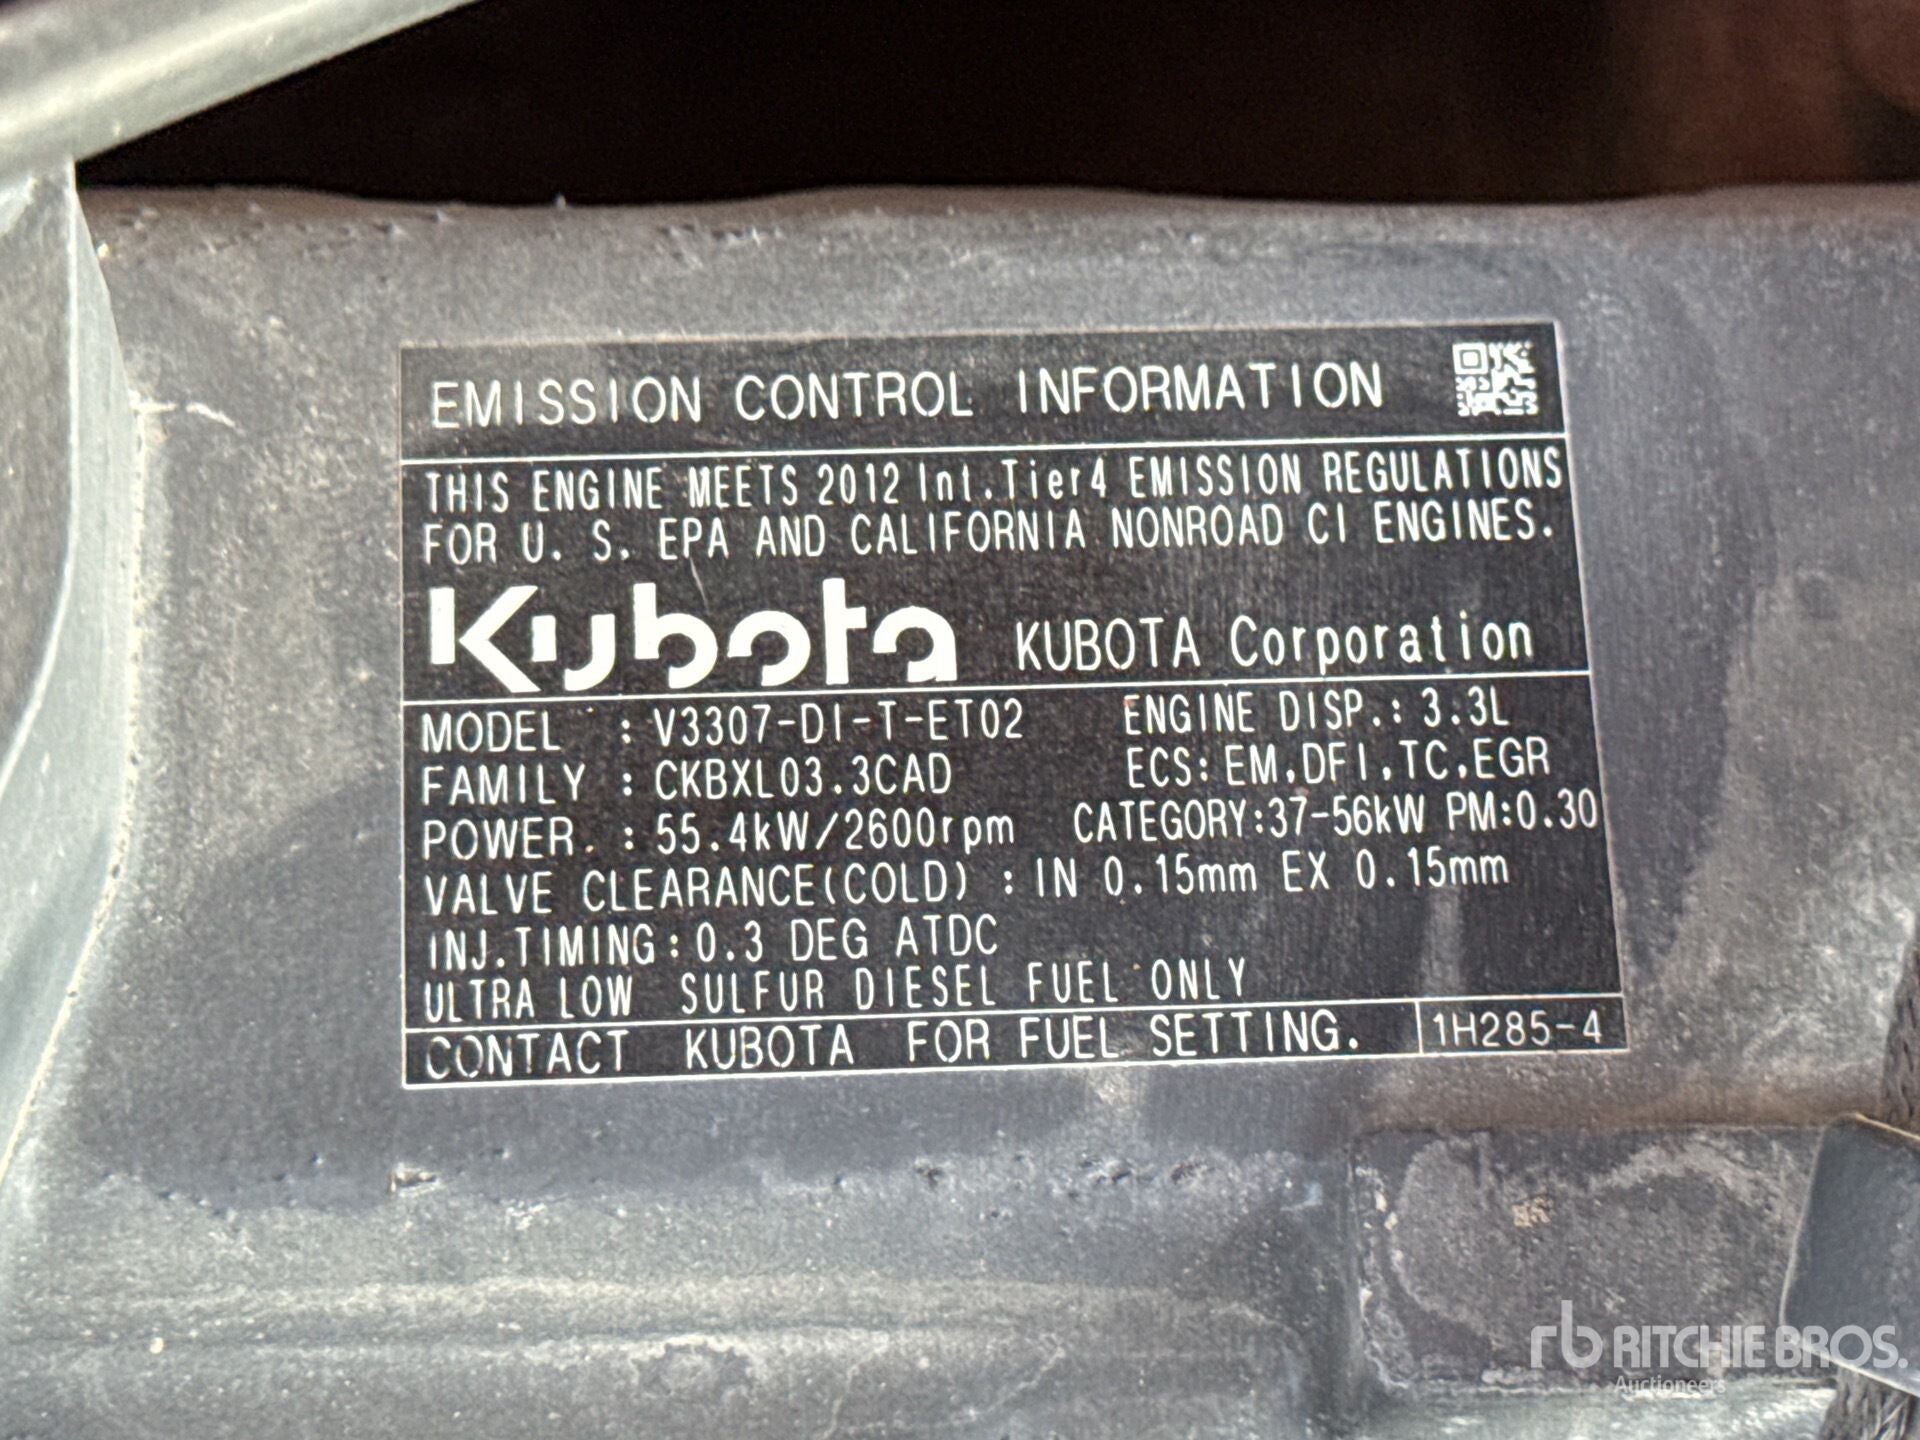 EMISSION CONTROL INFORMATION
THIS ENGINE MEETS 2012 Int.Tier4 EMISSION REGULATIONS
FOR U. S. EPA AND CALIFORNIA NONROAD CI ENGINES.
Kubota KUBOTA Corporation
MODEL : V3307-DI-T-ET02 ENGINE DISP.: 3.3L
FAMILY : CKBXL03.3CAD ECS: EM,DFI,TC,EGR
POWER. : 55.4kW/2600rpm CATEGORY:37-56kW PM:0.30
VALVE CLEARANCE(COLD) : IN 0.15mm EX 0.15mm
INJ.TIMING: 0.3 DEG ATDC
ULTRA LOW SULFUR DIESEL FUEL ONLY
CONTACT KUBOTA FOR FUEL SETTING. 1H285-4
rb RITCHIE BROS.
Auctioneers